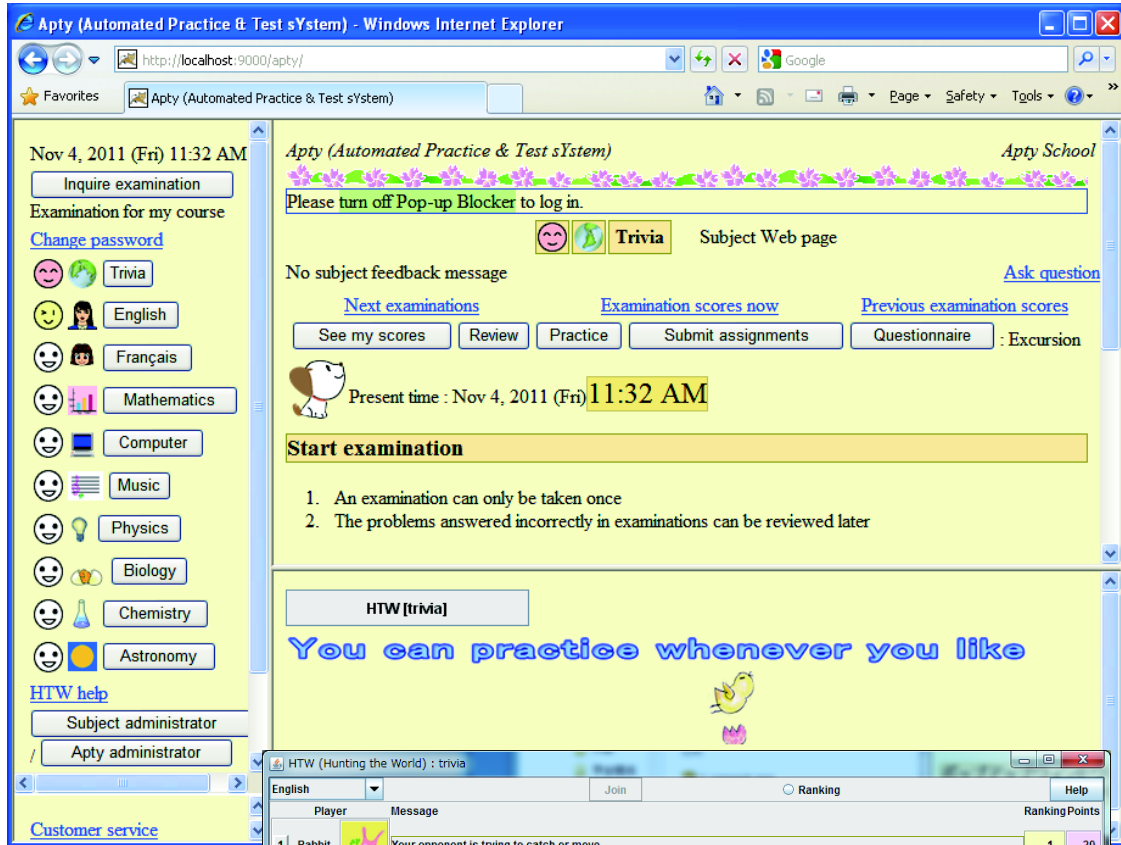 Apty (Automated Practice & Test sYstem) - Windows Internet Explorer
http://localhost:9000/apty/
Google
Favorites
Apty (Automated Practice & Test sYstem)
Page
Safety
Tools
Nov 4, 2011 (Fri) 11:32 AM
Inquire examination
Examination for my course
Change password
Trivia
English
Français
Mathematics
Computer
Music
Physics
Biology
Chemistry
Astronomy
HTW help
Subject administrator
/ Apty administrator
Customer service
Apty (Automated Practice & Test sYstem) Apty School
Please turn off Pop-up Blocker to log in.
Trivia Subject Web page
No subject feedback message Ask question
Next examinations Examination scores now Previous examination scores
See my scores Review Practice Submit assignments Questionnaire : Excursion
Present time : Nov 4, 2011 (Fri) 11:32 AM
Start examination
1. An examination can only be taken once
2. The problems answered incorrectly in examinations can be reviewed later
HTW [trivia]
You can practice whenever you like
HTW (Hunting the World) : trivia
English Join Ranking Help
Player Message Ranking Points
1 Rabbit Your opponent is trying to catch or move 1 20